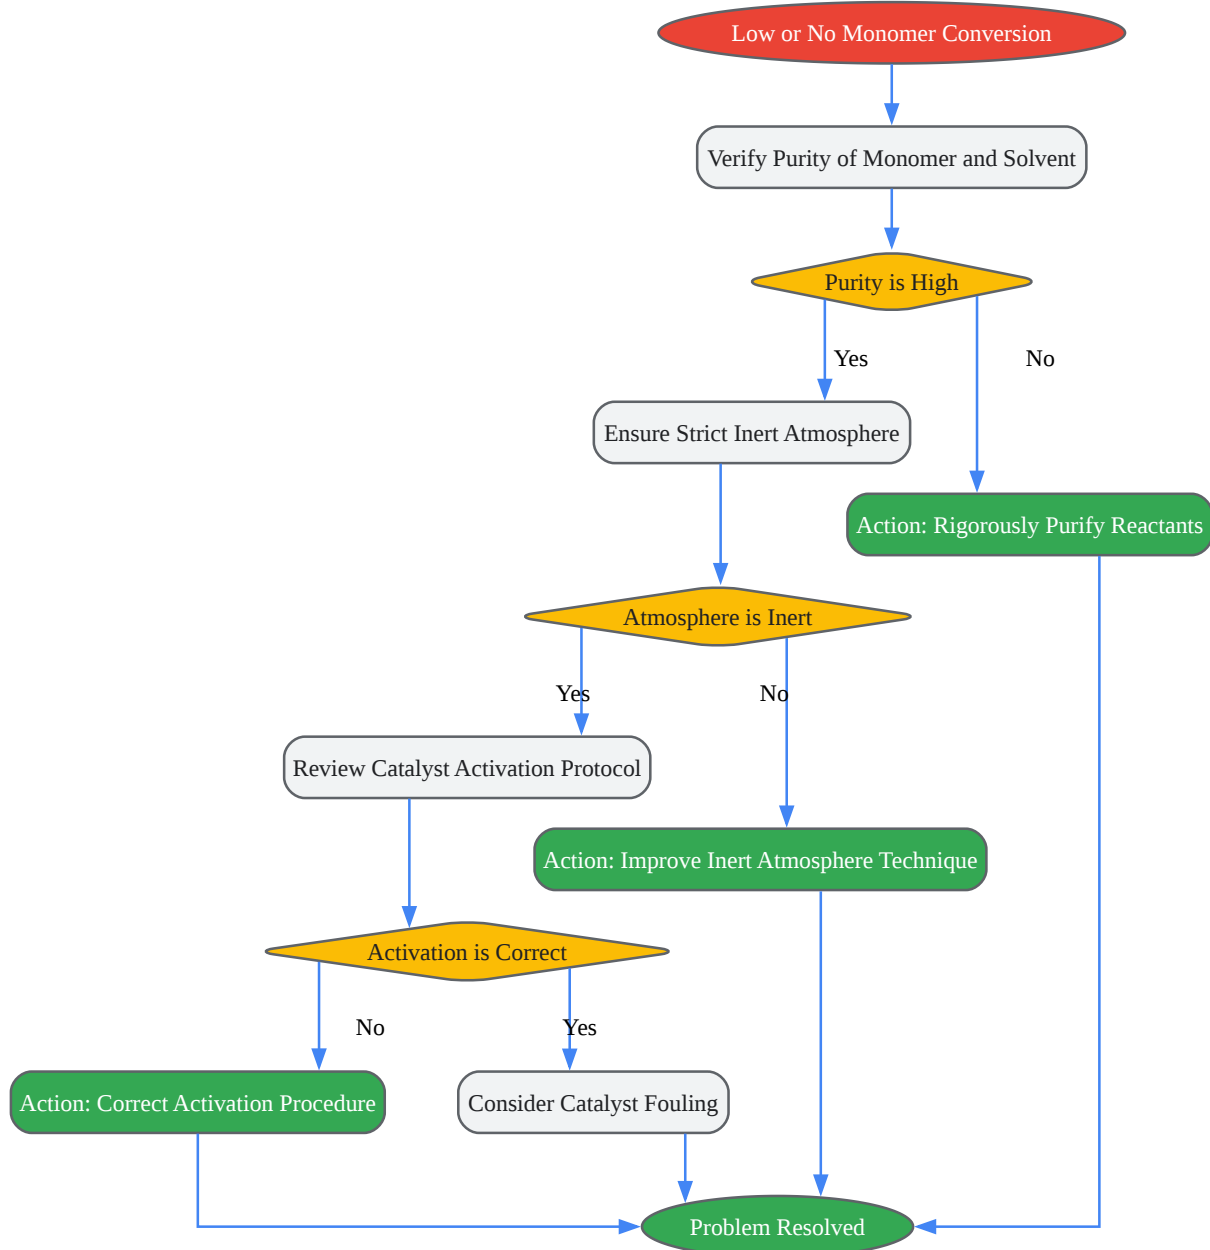 Low or No Monomer Conversion
Verify Purity of Monomer and Solvent
Purity is High
Yes
No
Ensure Strict Inert Atmosphere
Action: Rigorously Purify Reactants
Atmosphere is Inert
Yes
No
Review Catalyst Activation Protocol
Action: Improve Inert Atmosphere Technique
Activation is Correct
No
Yes
Action: Correct Activation Procedure
Consider Catalyst Fouling
Problem Resolved